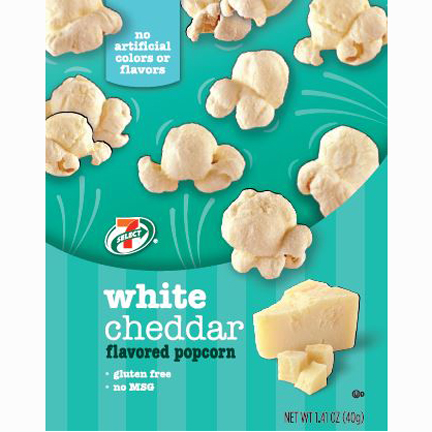 no
artificial
colors or
flavors
7
SELECT
®
white
cheddar
flavored popcorn
• gluten free
• no MSG
NET WT 1.41 OZ (40g)